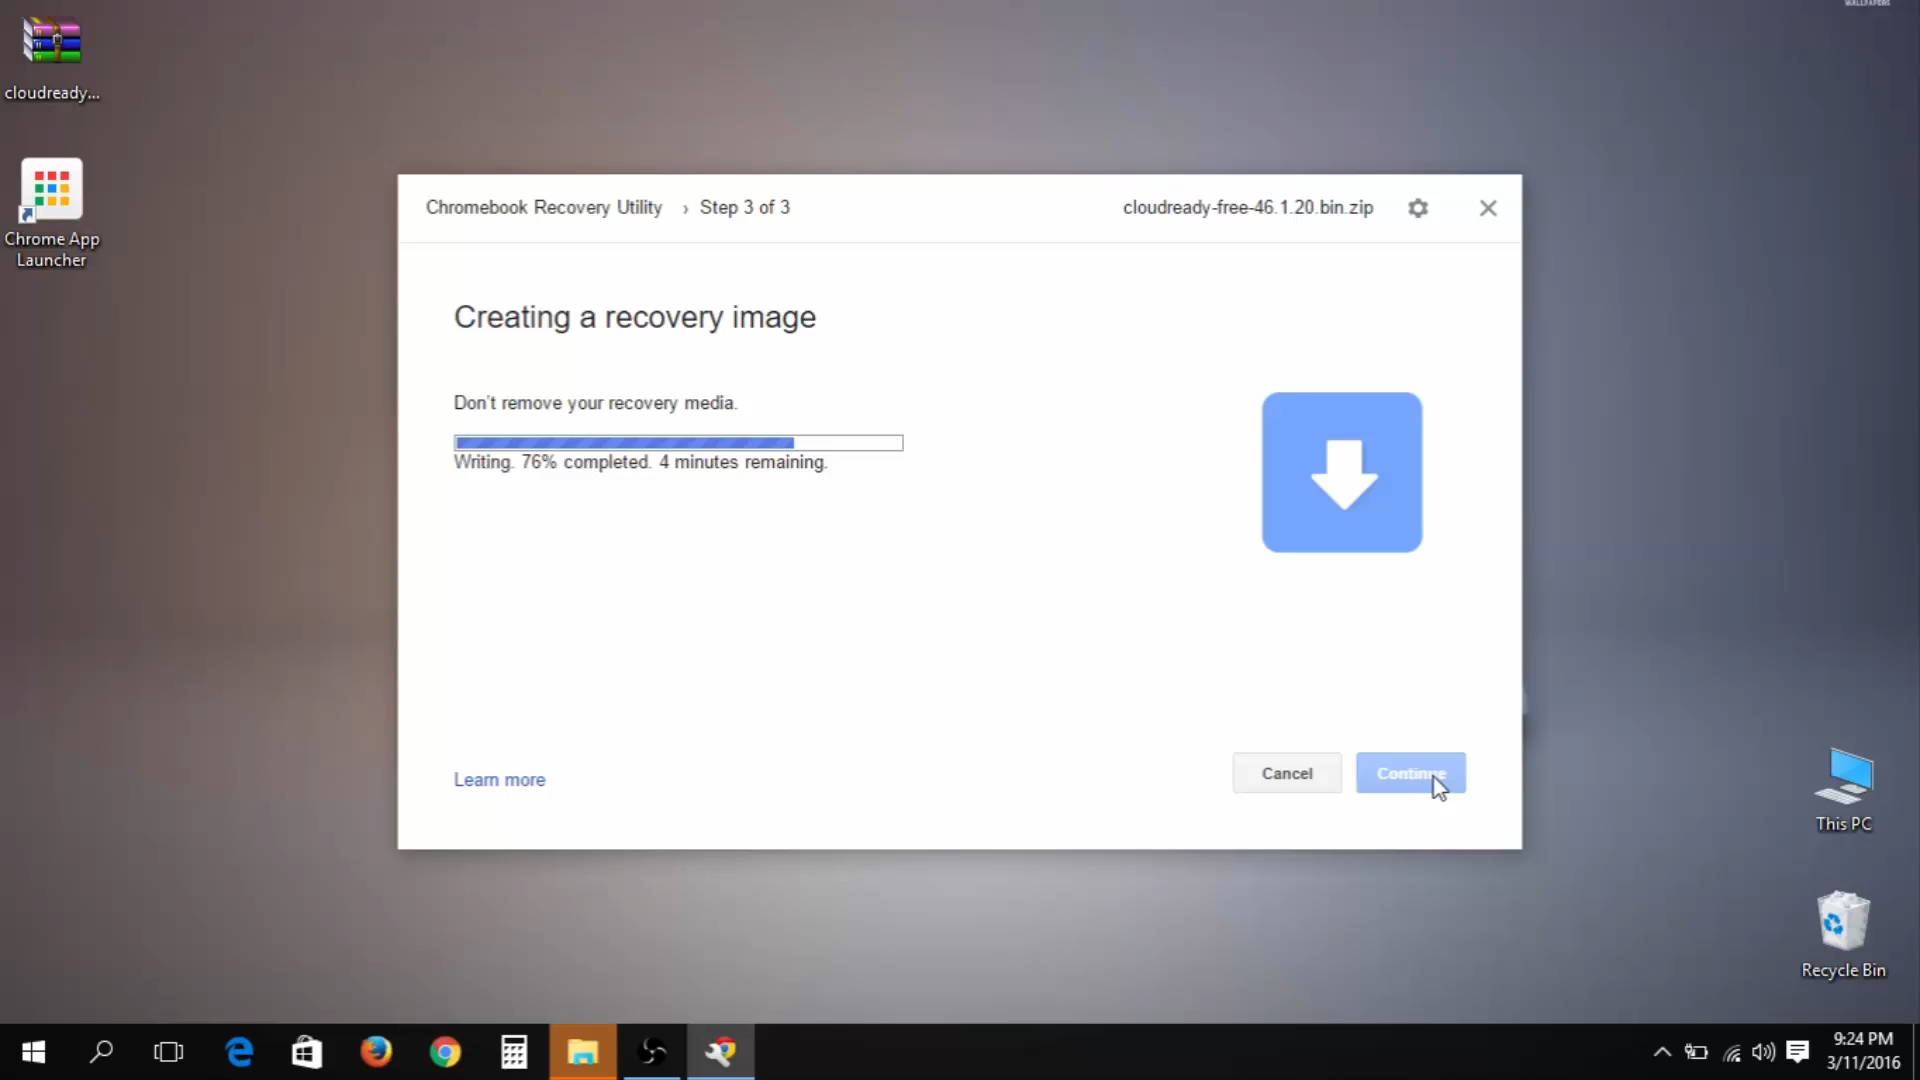 WALLPAPERS
cloudready...
Chrome App
Launcher
Chromebook Recovery Utility › Step 3 of 3
cloudready-free-46.1.20.bin.zip
Creating a recovery image
Don't remove your recovery media.
Writing. 76% completed. 4 minutes remaining.
Learn more
Cancel
Continue
This PC
Recycle Bin
9:24 PM
3/11/2016